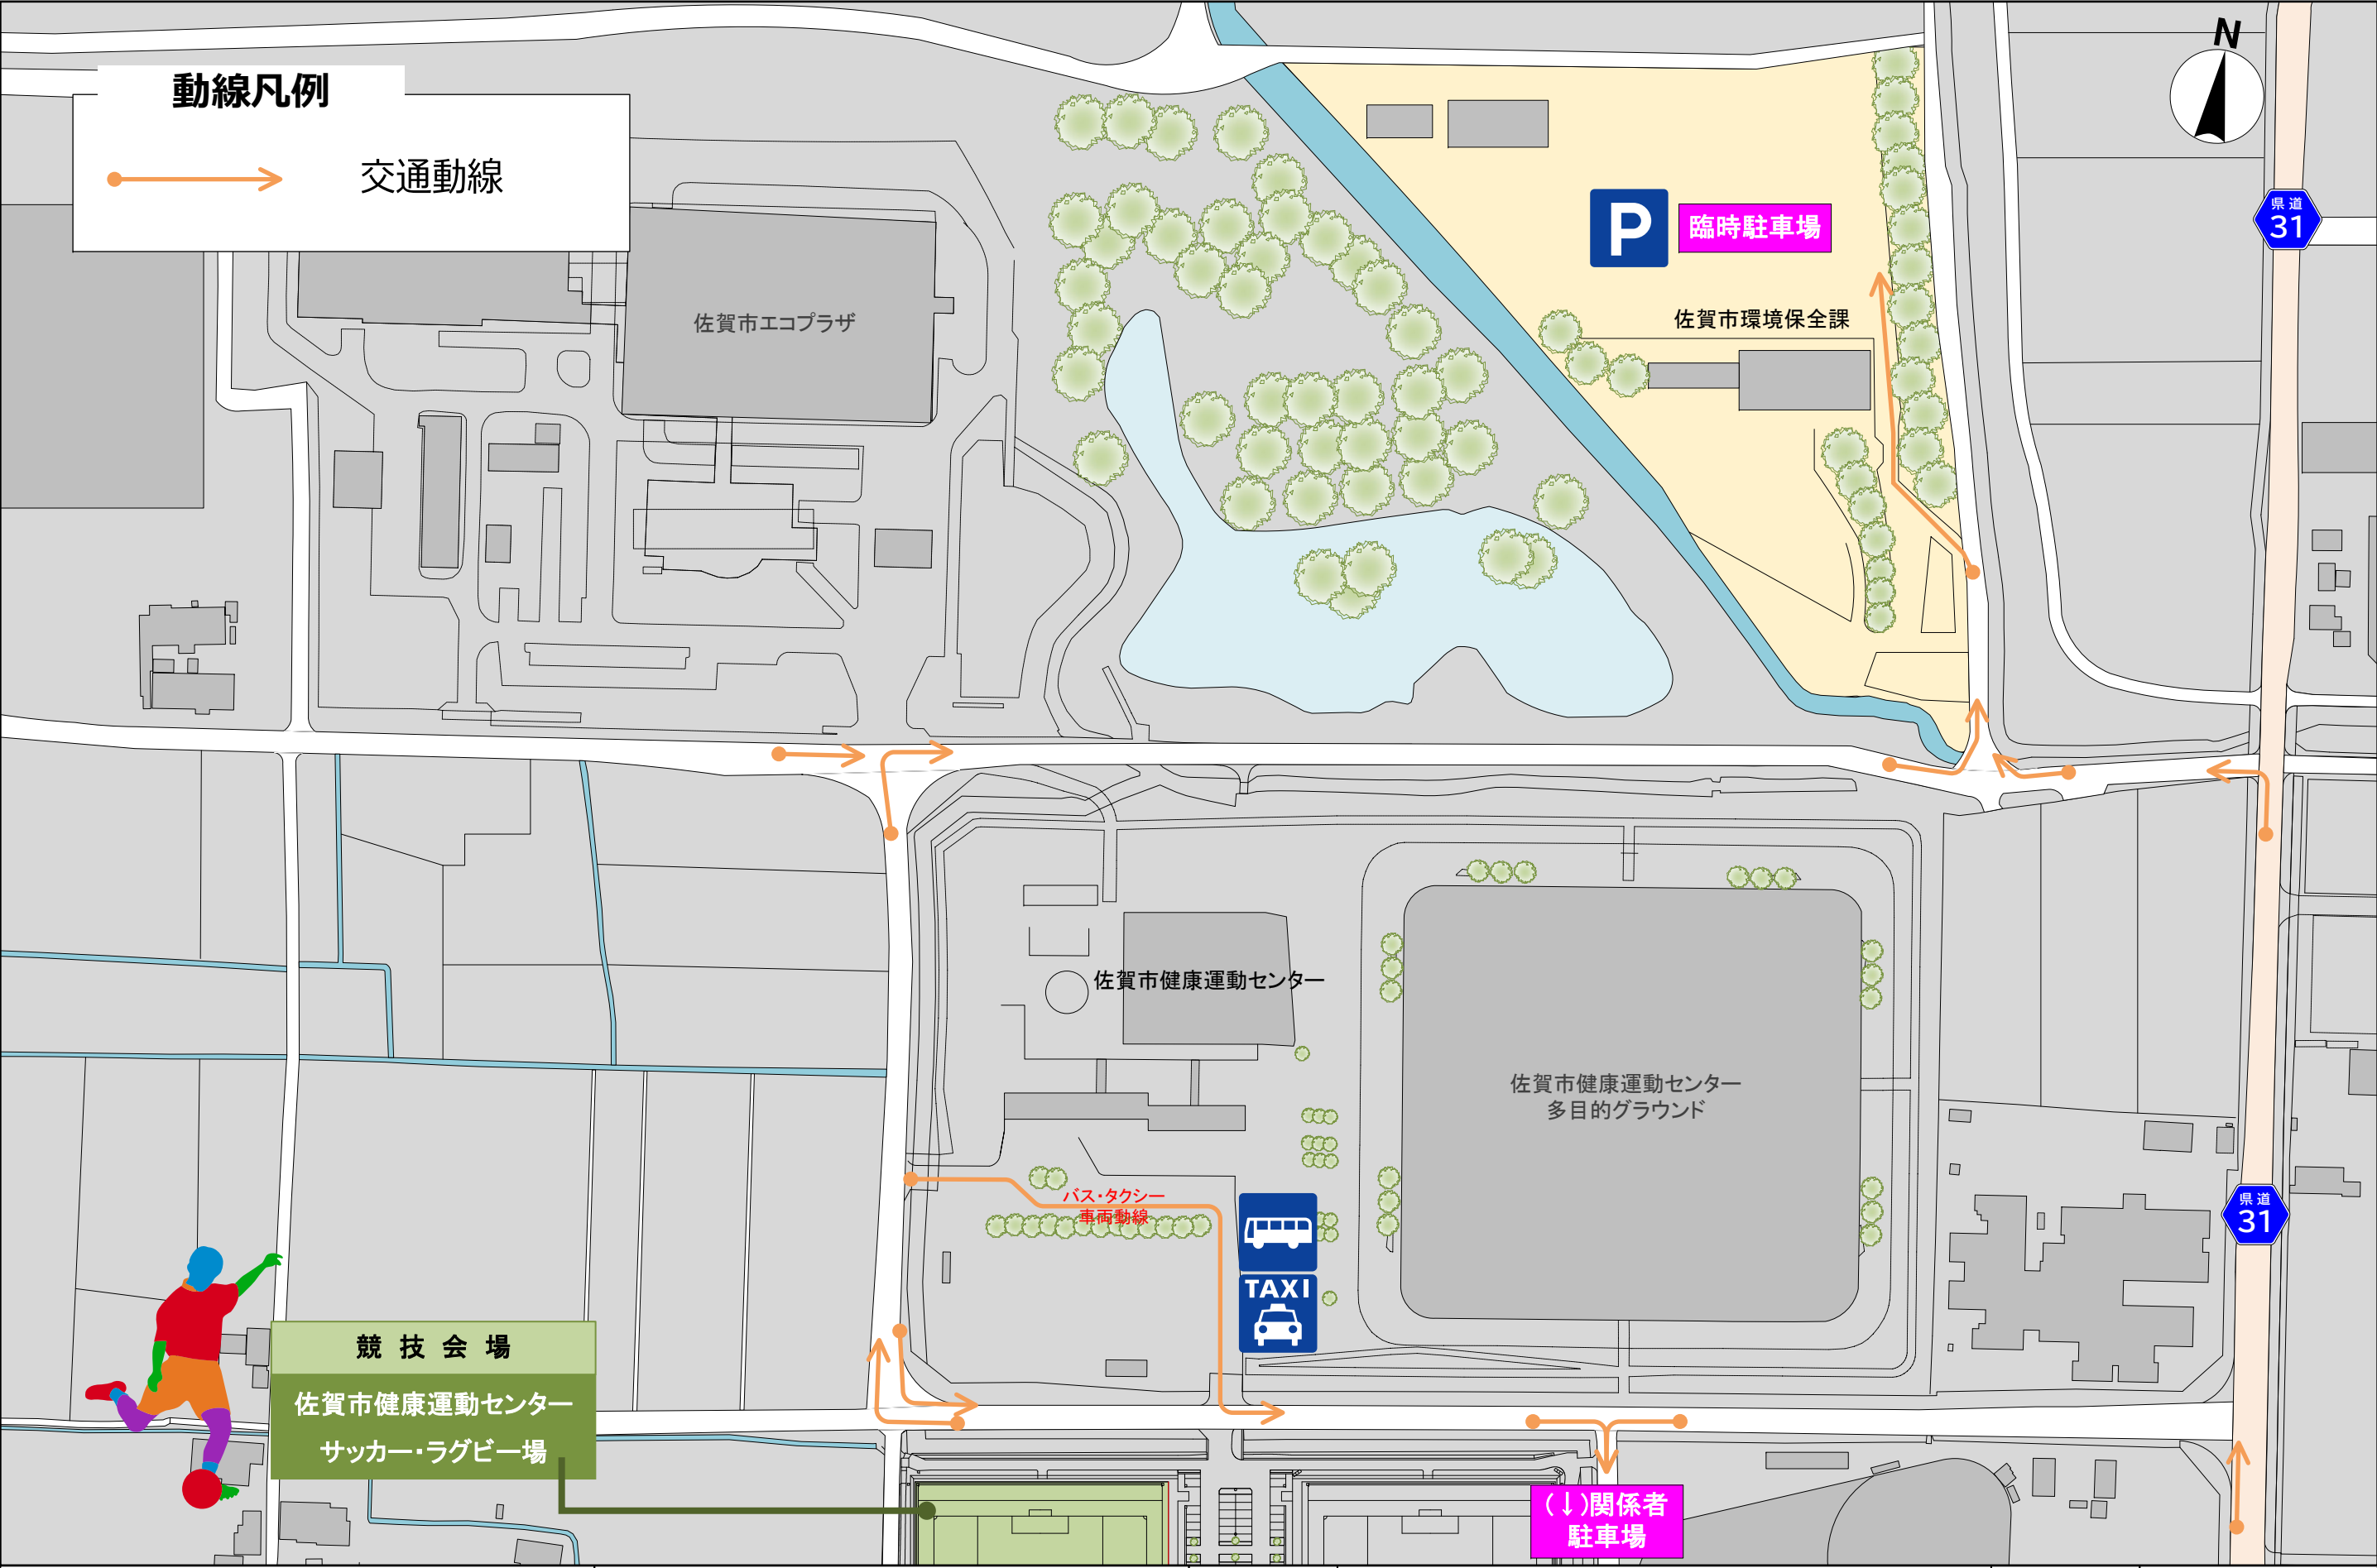 動線凡例
交通動線
N
県道
31
P
臨時駐車場
佐賀市環境保全課
佐賀市エコプラザ
佐賀市健康運動センター
佐賀市健康運動センター
多目的グラウンド
バス・タクシー
車両動線
県道
31
TAXI
競技会場
佐賀市健康運動センター
サッカー・ラグビー場
(↓)関係者
駐車場